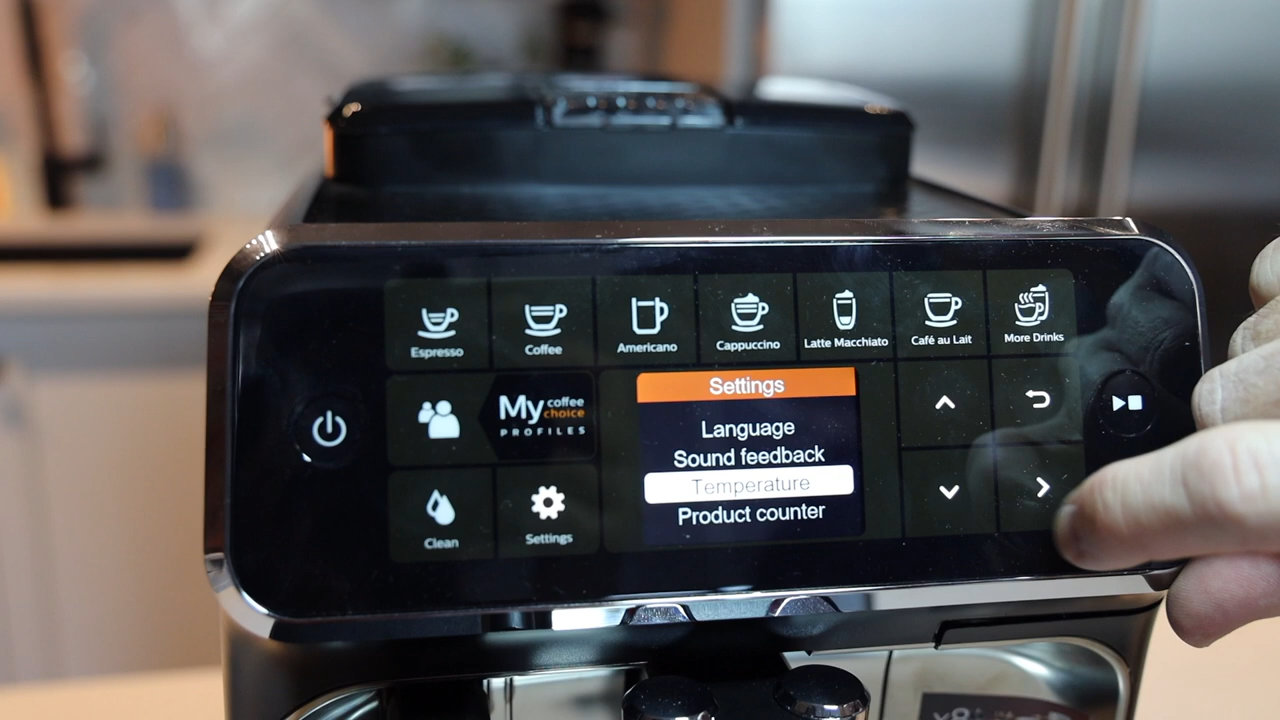 Espresso
Coffee
Americano
Cappuccino
Latte Macchiato
Café au Lait
More Drinks
My coffee choice
PROFILES
Settings
Language
Sound feedback
Temperature
Product counter
Clean
Settings